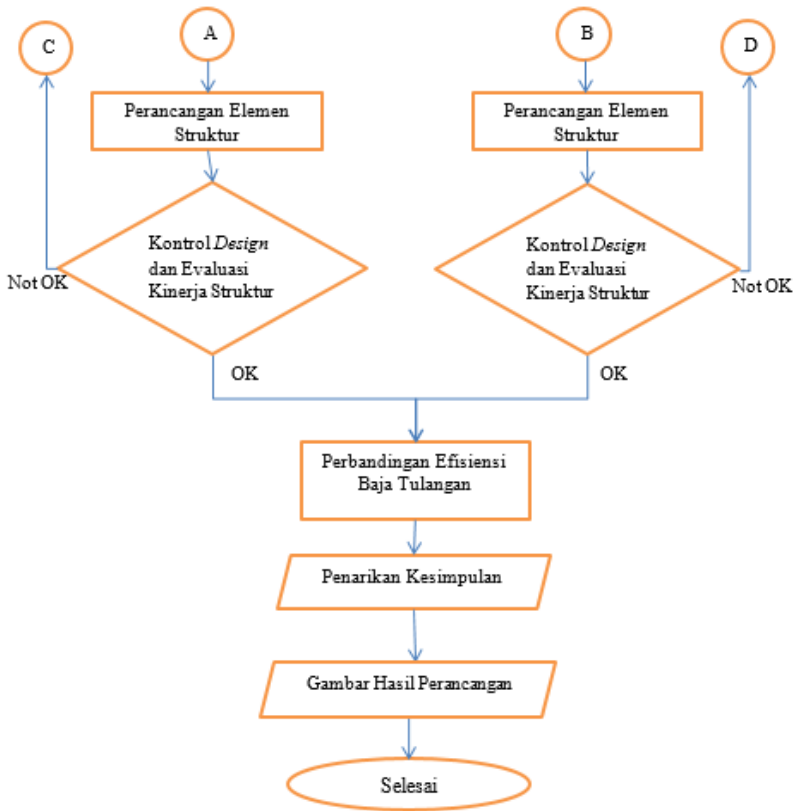 C
A
B
D
Perancangan Elemen
Struktur
Perancangan Elemen
Struktur
Kontrol Design
dan Evaluasi
Kinerja Struktur
Kontrol Design
dan Evaluasi
Kinerja Struktur
Not OK
Not OK
OK
OK
Perbandingan Efisiensi
Baja Tulangan
Penarikan Kesimpulan
Gambar Hasil Perancangan
Selesai